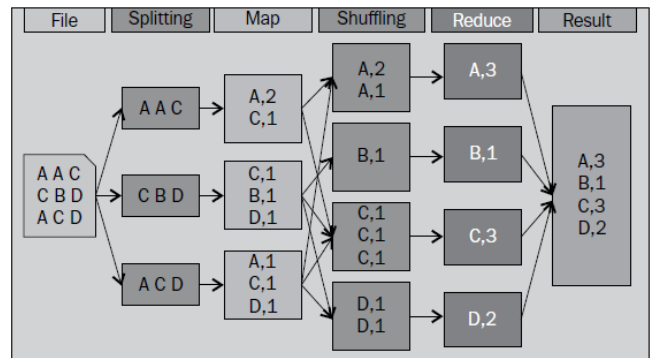 File Splitting Map Shuffling Reduce Result
A A C
C B D
A C D
A A C
C B D
A C D
A,2
C,1
C,1
B,1
D,1
A,1
C,1
D,1
A,2
A,1
B,1
C,1
C,1
C,1
D,1
D,1
A,3
B,1
C,3
D,2
A,3
B,1
C,3
D,2